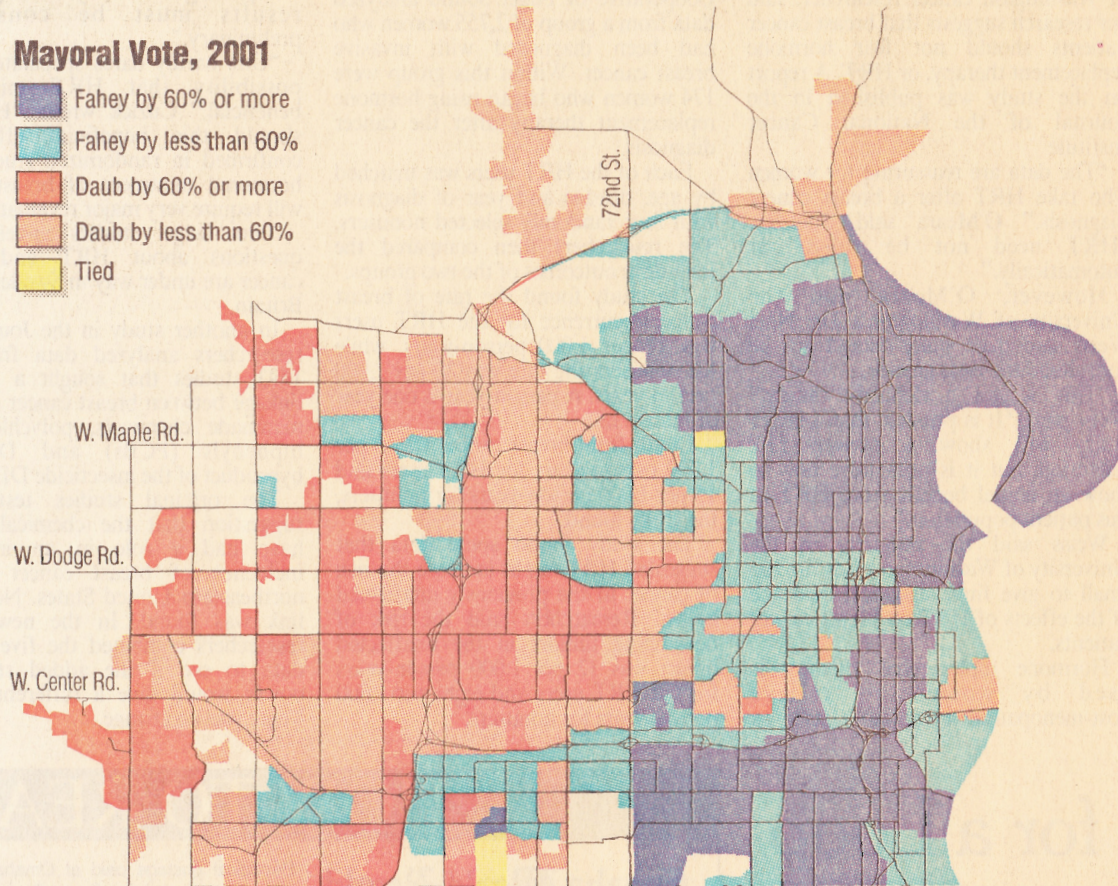 Mayoral Vote, 2001
Fahey by 60% or more
Fahey by less than 60%
Daub by 60% or more
Daub by less than 60%
Tied
72nd St.
W. Maple Rd.
W. Dodge Rd.
W. Center Rd.